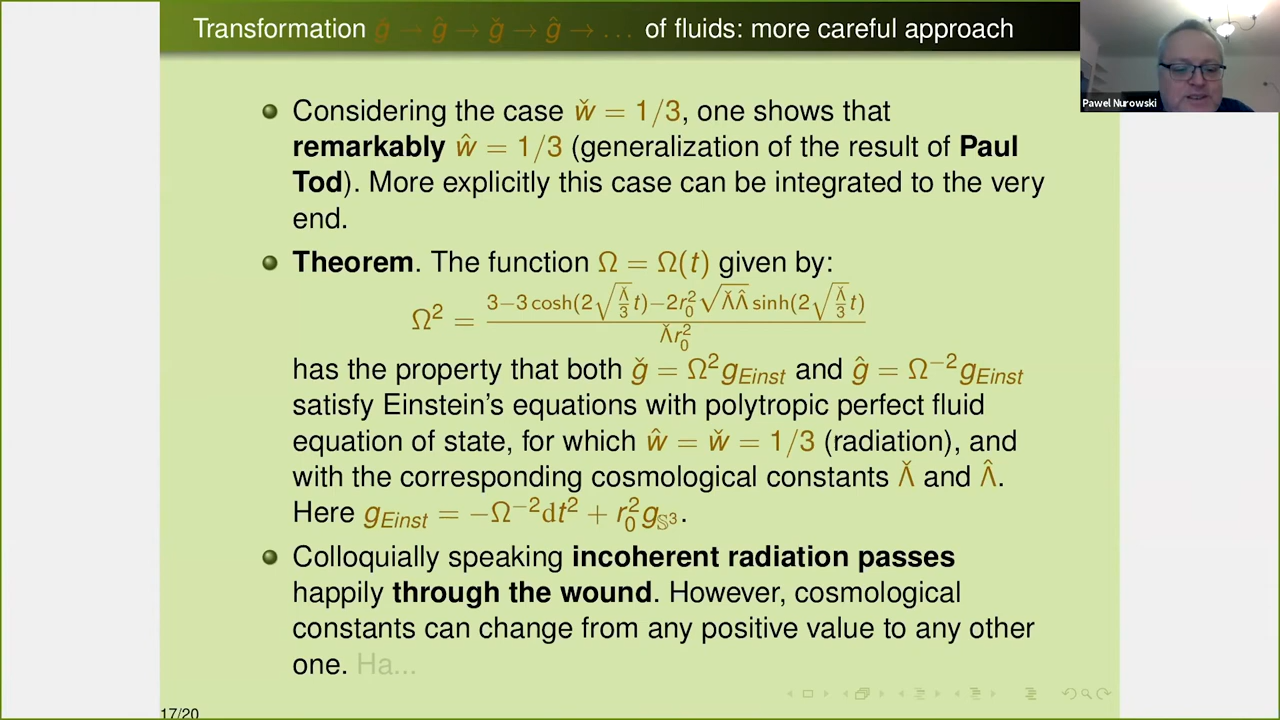 Transformation ǵ → ĝ → ǧ → ĝ → ... of fluids: more careful approach
Pawel Nurowski
Considering the case w̌ = 1/3, one shows that
remarkably ŵ = 1/3 (generalization of the result of Paul
Tod). More explicitly this case can be integrated to the very
end.
Theorem. The function Ω = Ω(t) given by:
Ω² = (3−3 cosh(2√(Λ̌/3)t)−2r₀²√(Λ̌Λ̂) sinh(2√(Λ̌/3)t)) / (Λ̌r₀²)
has the property that both ǧ = Ω²g_Einst and ĝ = Ω⁻²g_Einst
satisfy Einstein's equations with polytropic perfect fluid
equation of state, for which ŵ = w̌ = 1/3 (radiation), and
with the corresponding cosmological constants Λ̌ and Λ̂.
Here g_Einst = −Ω⁻²dt² + r₀²g_𝕊³.
Colloquially speaking incoherent radiation passes
happily through the wound. However, cosmological
constants can change from any positive value to any other
one. Ha...
17/20